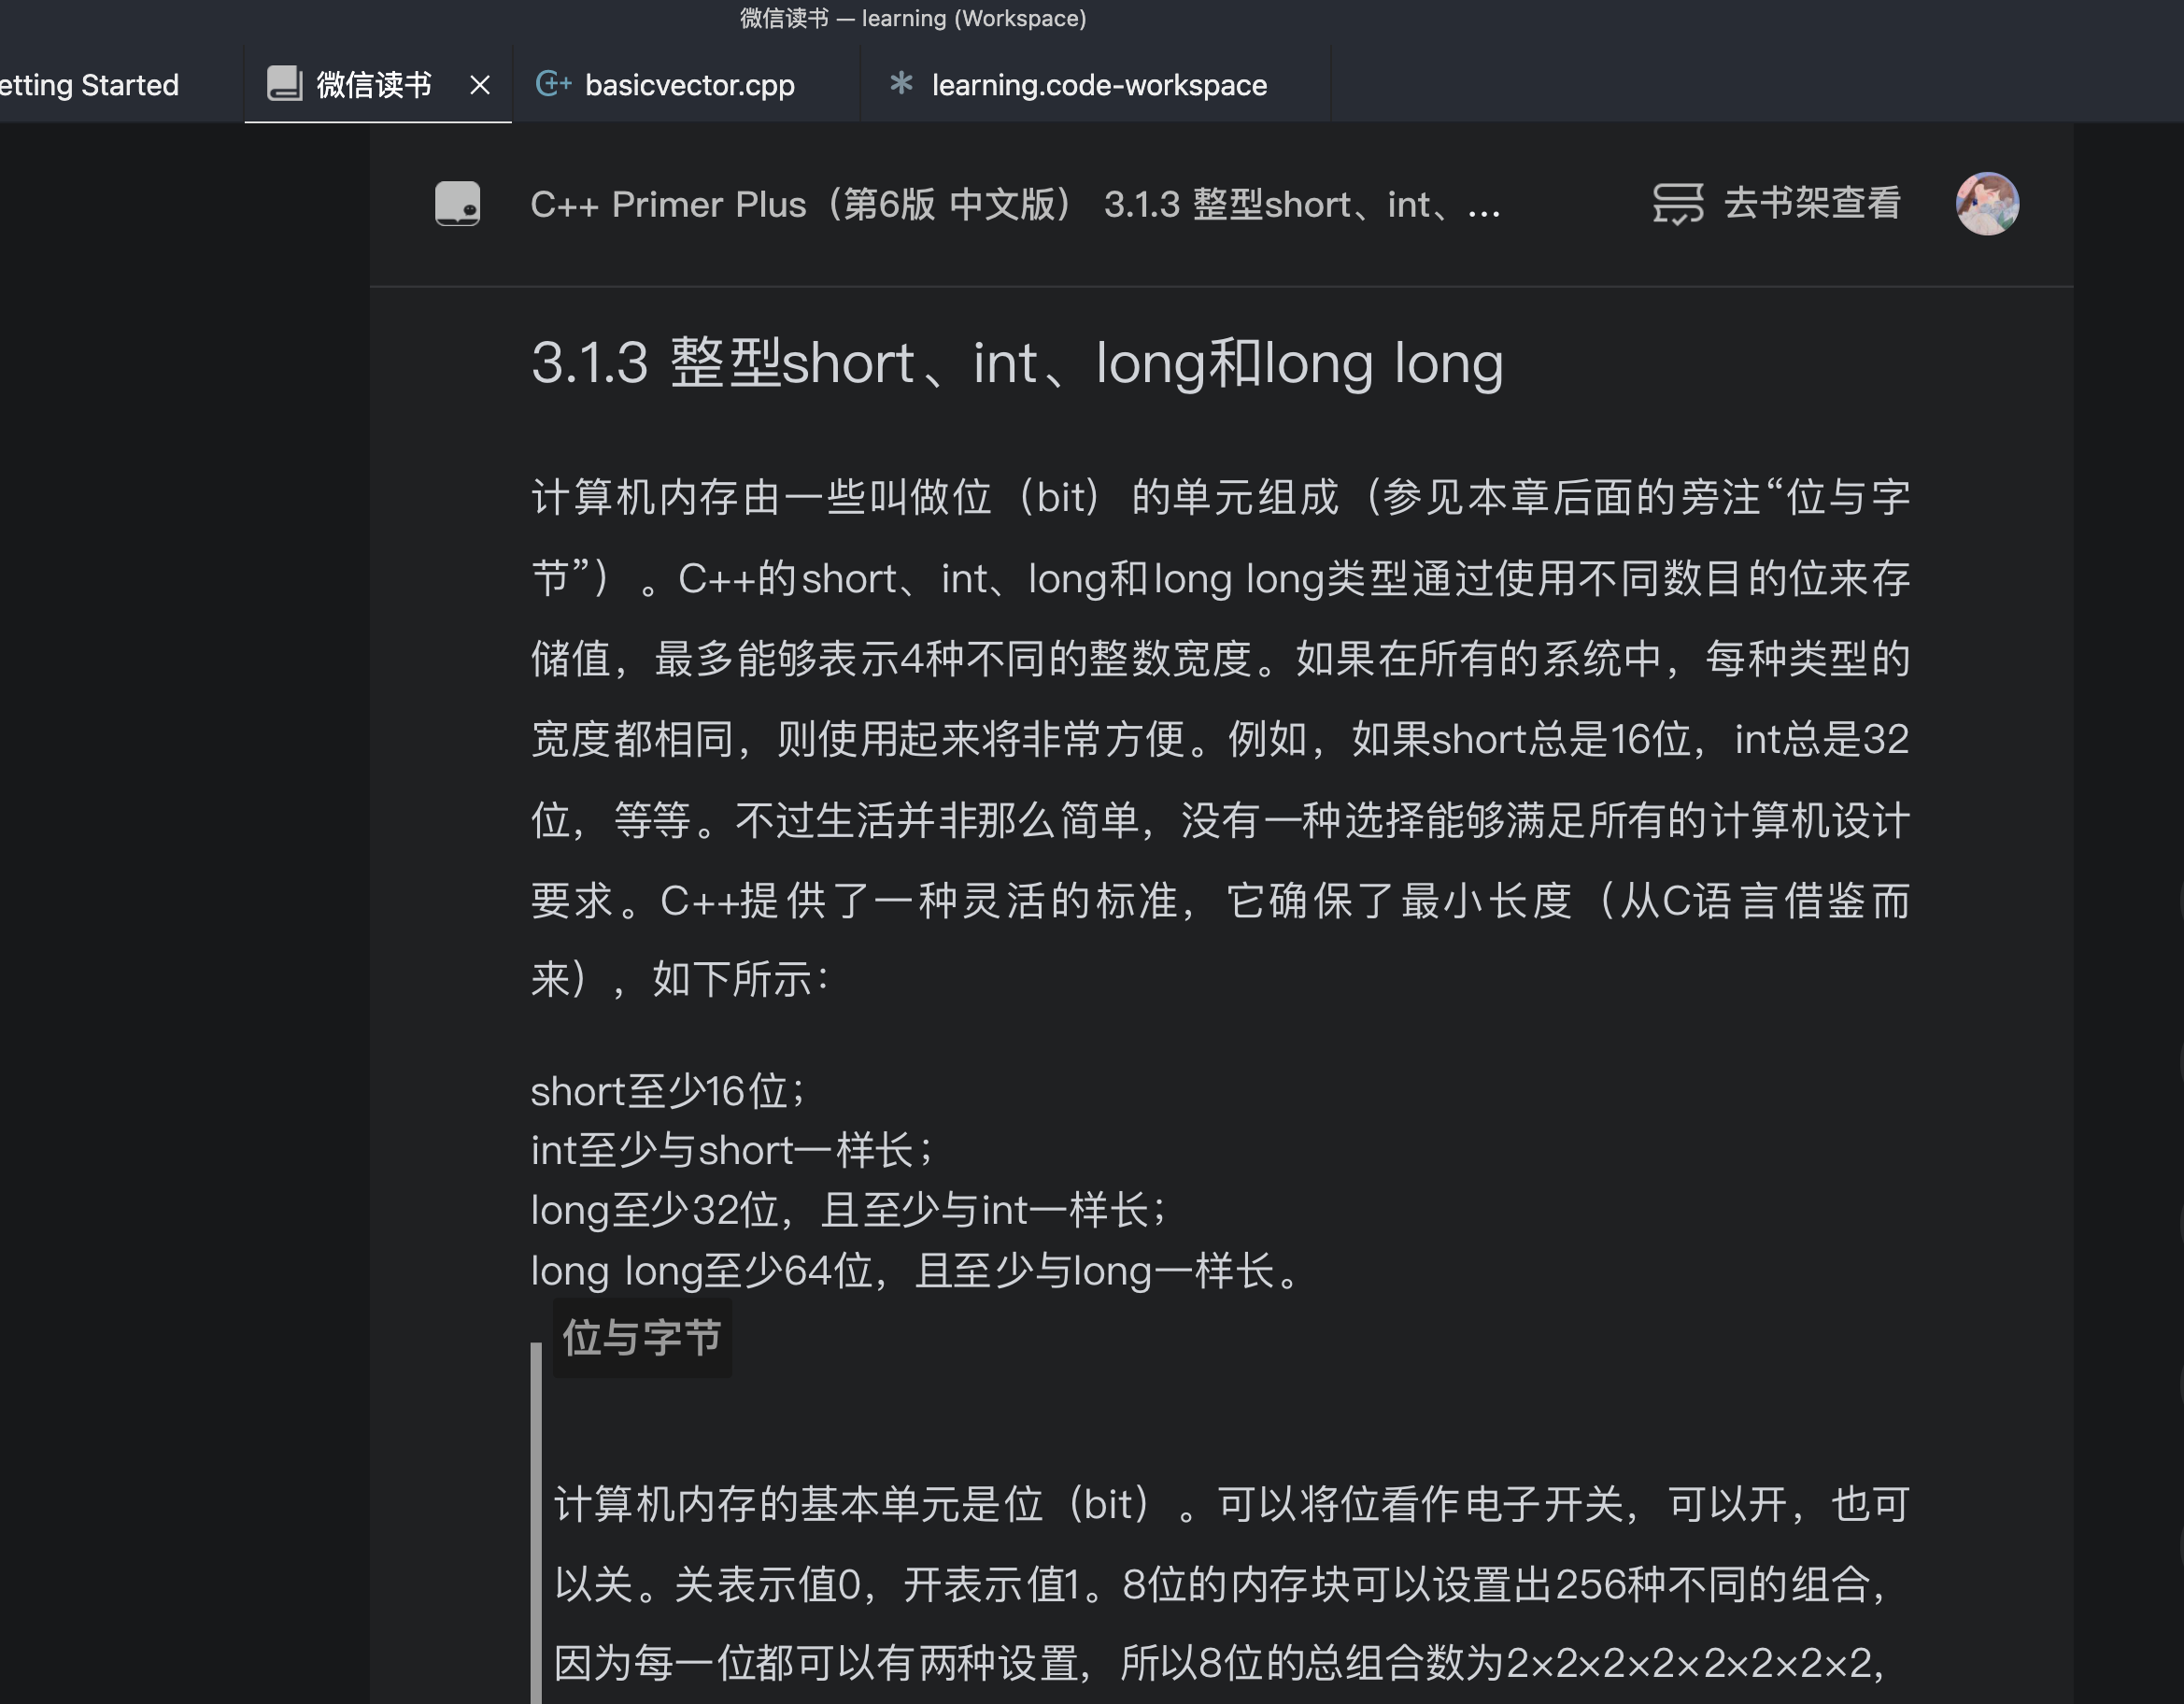 微信读书 — learning (Workspace)
etting Started
微信读书
basicvector.cpp
learning.code-workspace
C++ Primer Plus（第6版 中文版） 3.1.3 整型short、int、...
去书架查看
3.1.3 整型short、int、long和long long
计算机内存由一些叫做位（bit）的单元组成（参见本章后面的旁注“位与字
节”）。C++的short、int、long和long long类型通过使用不同数目的位来存
储值，最多能够表示4种不同的整数宽度。如果在所有的系统中，每种类型的
宽度都相同，则使用起来将非常方便。例如，如果short总是16位，int总是32
位，等等。不过生活并非那么简单，没有一种选择能够满足所有的计算机设计
要求。C++提供了一种灵活的标准，它确保了最小长度（从C语言借鉴而
来），如下所示：
short至少16位；
int至少与short一样长；
long至少32位，且至少与int一样长；
long long至少64位，且至少与long一样长。
位与字节
计算机内存的基本单元是位（bit）。可以将位看作电子开关，可以开，也可
以关。关表示值0，开表示值1。8位的内存块可以设置出256种不同的组合，
因为每一位都可以有两种设置，所以8位的总组合数为2×2×2×2×2×2×2×2，